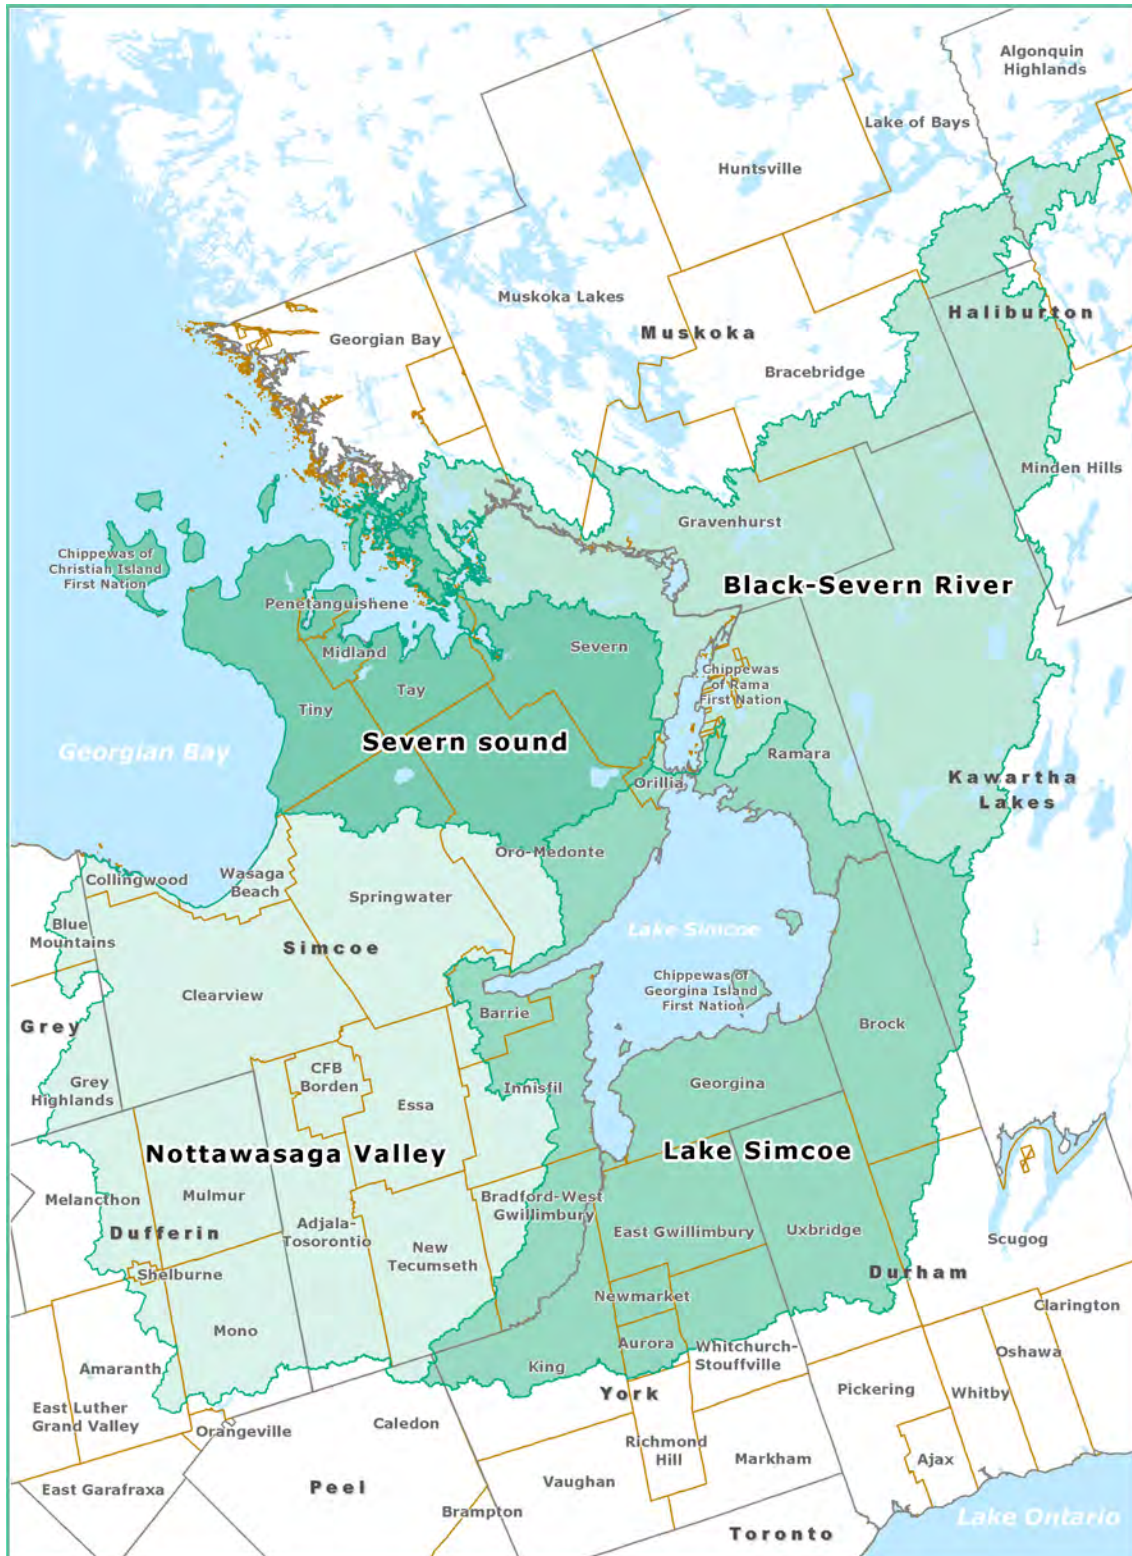 Algonquin
Highlands
Lake of Bays
Huntsville
Muskoka Lakes
Haliburton
Georgian Bay
Muskoka
Bracebridge
Minden Hills
Gravenhurst
Chippewas of
Christian Island
First Nation
Black-Severn River
Penetanguishene
Severn
Midland
Chippewas
of Rama
First Nation
Tay
Tiny
Severn sound
Georgian Bay
Ramara
Orillia
Kawartha
Lakes
Oro-Medonte
Collingwood
Wasaga
Beach
Springwater
Blue
Mountains
Lake Simcoe
Simcoe
Chippewas of
Georgina Island
First Nation
Clearview
Barrie
Grey
Brock
CFB
Borden
Grey
Highlands
Innisfil
Georgina
Essa
Nottawasaga Valley
Lake Simcoe
Melancthon
Mulmur
Bradford-West
Gwillimbury
Dufferin
Adjala-
Tosorontio
East Gwillimbury
Uxbridge
New
Tecumseth
Scugog
Shelburne
Durham
Newmarket
Clarington
Mono
Aurora
Whitchurch-
Stouffville
Oshawa
Amaranth
King
Pickering
Whitby
York
East Luther
Grand Valley
Orangeville
Caledon
Richmond
Hill
Markham
Ajax
East Garafraxa
Peel
Vaughan
Brampton
Toronto
Lake Ontario